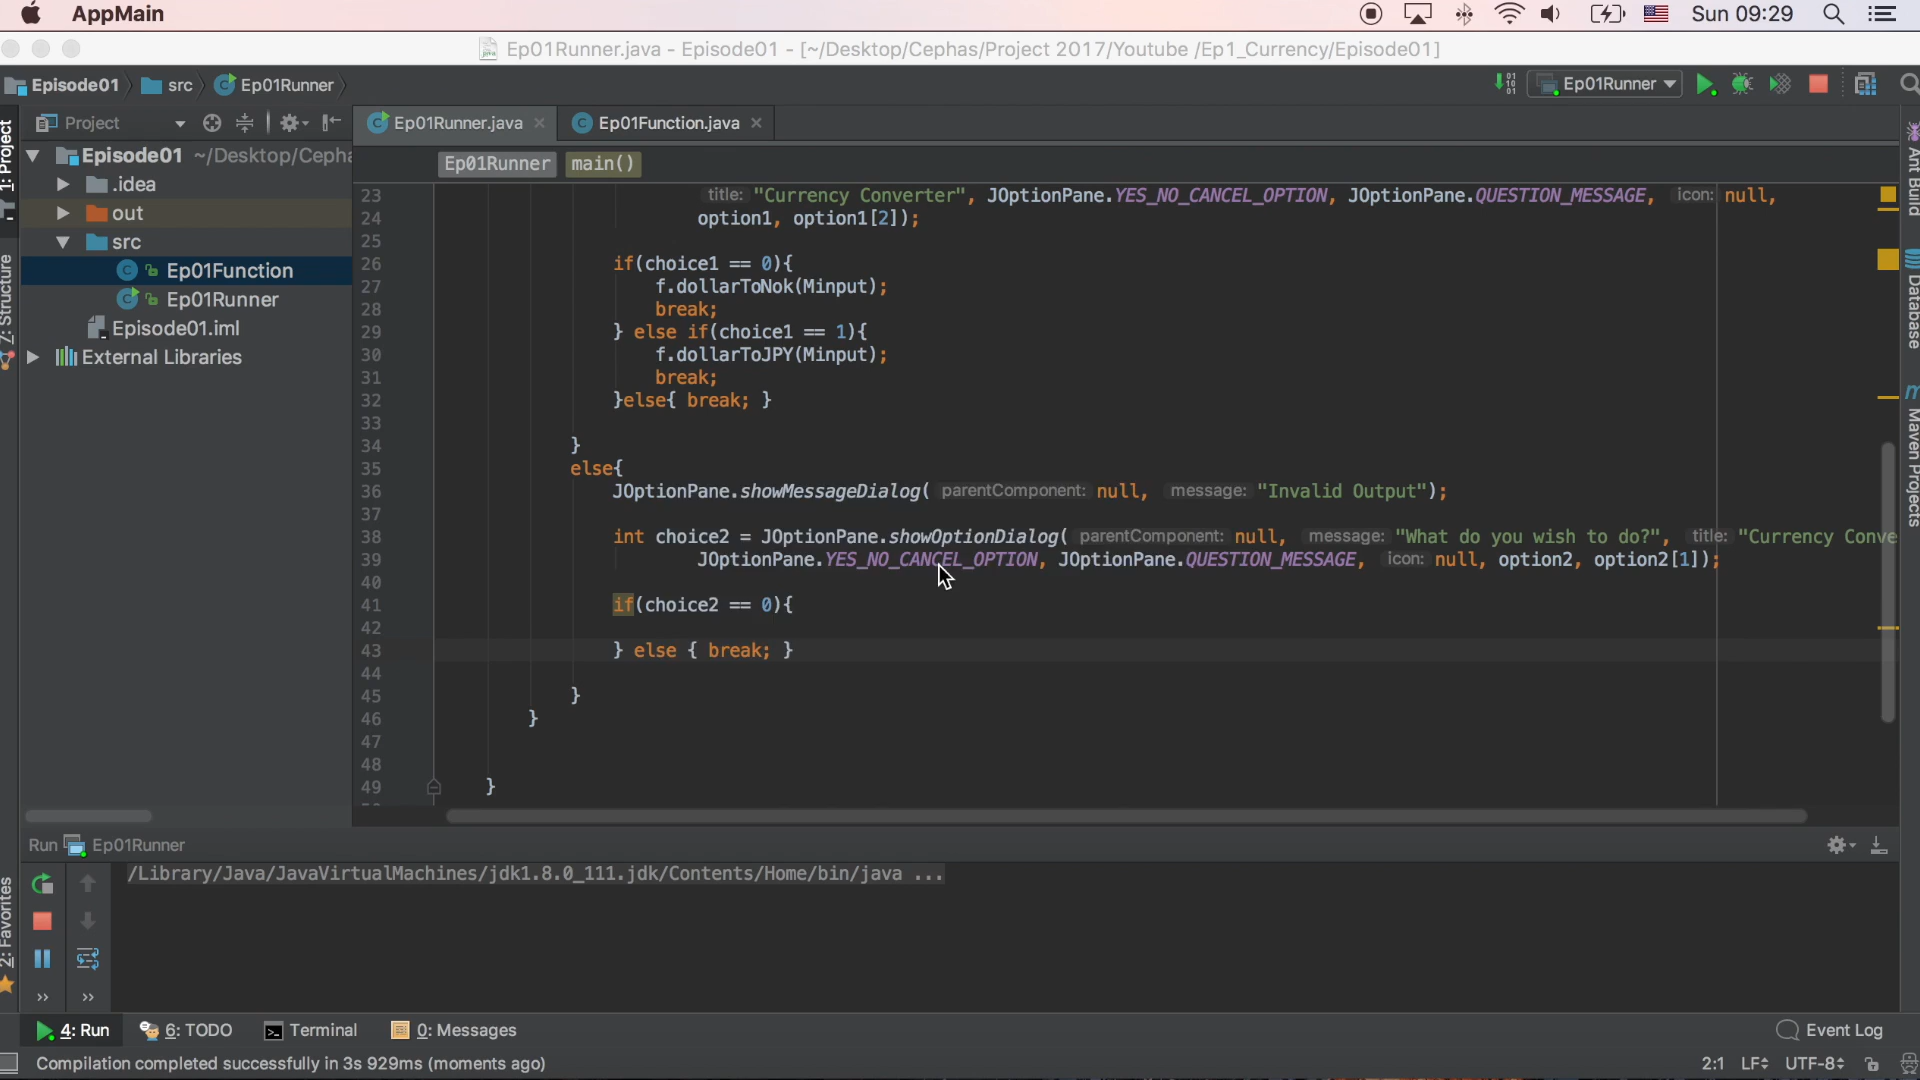 AppMain
Sun 09:29
Ep01Runner.java - Episode01 - [~/Desktop/Cephas/Project 2017/Youtube /Ep1_Currency/Episode01]
Episode01 src Ep01Runner
Ep01Runner
Project
Ep01Runner.java
Ep01Function.java
1: Project
Z: Structure
2: Favorites
Ant Build
Database
Maven Projects
Episode01 ~/Desktop/Cepha
.idea
out
src
Ep01Function
Ep01Runner
Episode01.iml
External Libraries
Ep01Runner main()
23 title: "Currency Converter", JOptionPane.YES_NO_CANCEL_OPTION, JOptionPane.QUESTION_MESSAGE, icon: null,
24 option1, option1[2]);
25
26 if(choice1 == 0){
27 f.dollarToNok(Minput);
28 break;
29 } else if(choice1 == 1){
30 f.dollarToJPY(Minput);
31 break;
32 }else{ break; }
33
34 }
35 else{
36 JOptionPane.showMessageDialog( parentComponent: null, message: "Invalid Output");
37
38 int choice2 = JOptionPane.showOptionDialog( parentComponent: null, message: "What do you wish to do?", title: "Currency Conve
39 JOptionPane.YES_NO_CANCEL_OPTION, JOptionPane.QUESTION_MESSAGE, icon: null, option2, option2[1]);
40
41 if(choice2 == 0){
42
43 } else { break; }
44
45 }
46 }
47
48
49 }
Run Ep01Runner
/Library/Java/JavaVirtualMachines/jdk1.8.0_111.jdk/Contents/Home/bin/java ...
4: Run 6: TODO Terminal 0: Messages Event Log
Compilation completed successfully in 3s 929ms (moments ago) 2:1 LF UTF-8